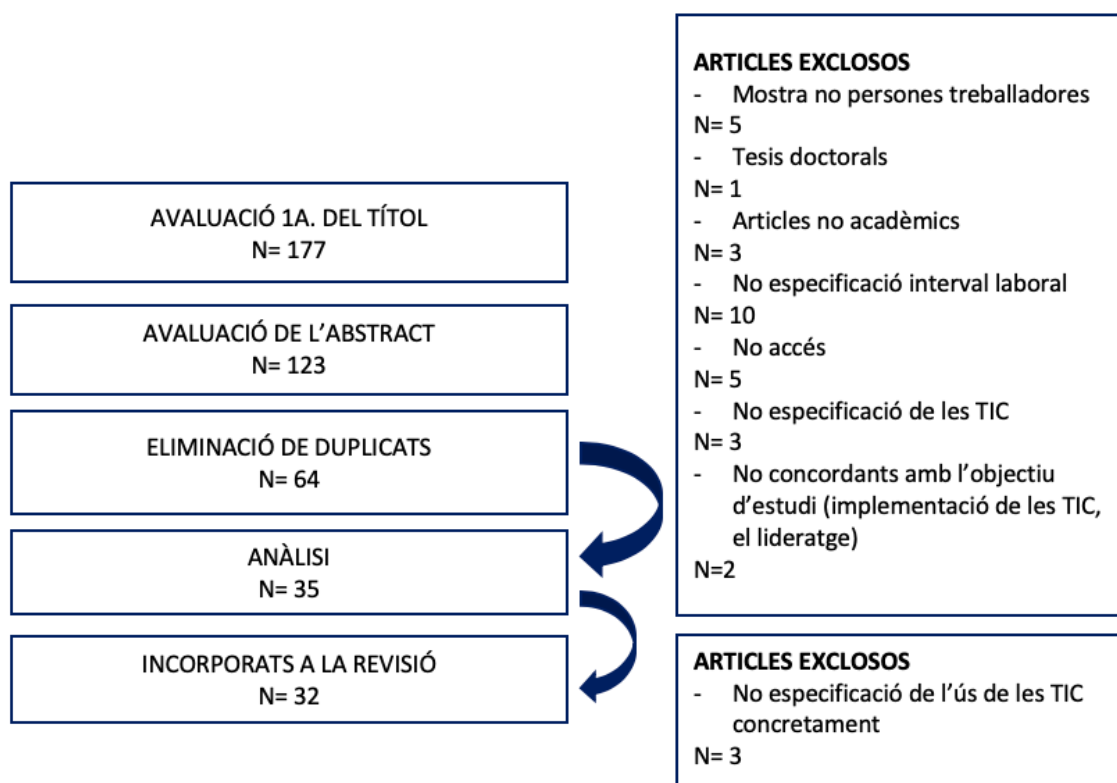 AVALUACIÓ 1A. DEL TÍTOL
N= 177
AVALUACIÓ DE L’ABSTRACT
N= 123
ELIMINACIÓ DE DUPLICATS
N= 64
ANÀLISI
N= 35
INCORPORATS A LA REVISIÓ
N= 32
ARTICLES EXCLOSOS
- Mostra no persones treballadores
N= 5
- Tesis doctorals
N= 1
- Articles no acadèmics
N= 3
- No especificació interval laboral
N= 10
- No accés
N= 5
- No especificació de les TIC
N= 3
- No concordants amb l’objectiu
d’estudi (implementació de les TIC,
el lideratge)
N=2
ARTICLES EXCLOSOS
- No especificació de l’ús de les TIC
concretament
N= 3